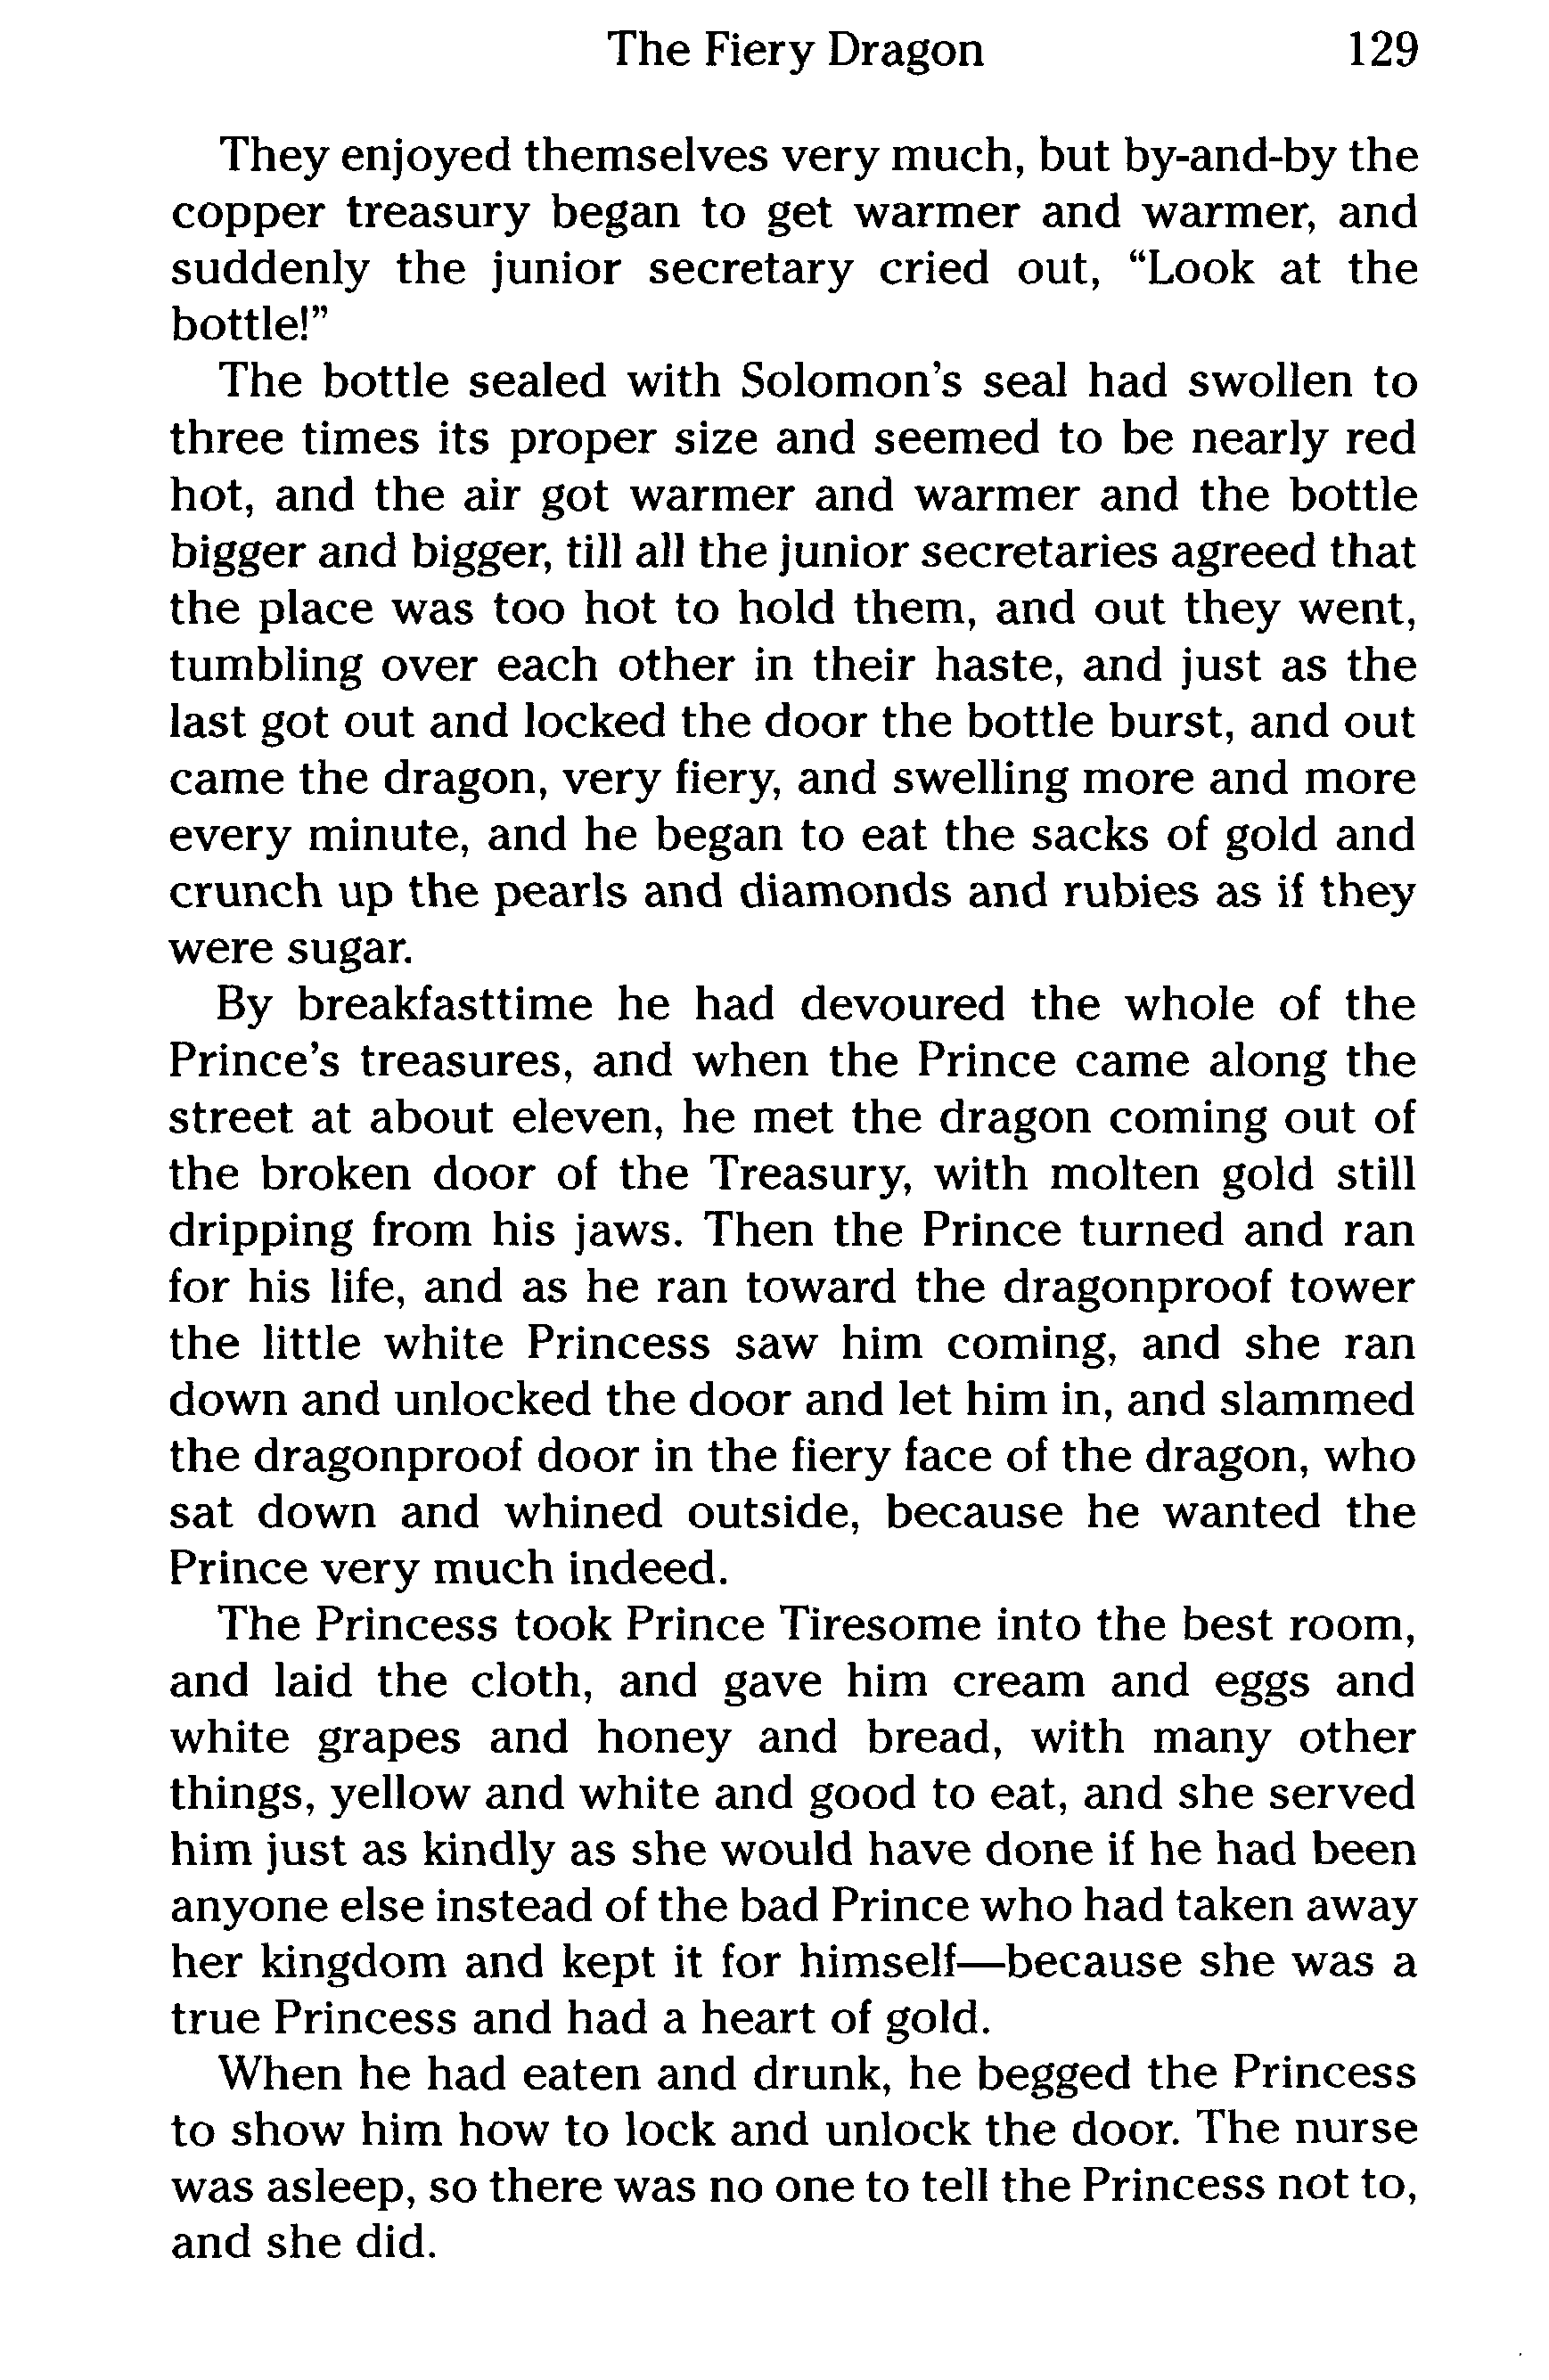 The Fiery Dragon 129
They enjoyed themselves very much, but by-and-by the
copper treasury began to get warmer and warmer, and
suddenly the junior secretary cried out, “Look at the
bottle!”
The bottle sealed with Solomon’s seal had swollen to
three times its proper size and seemed to be nearly red
hot, and the air got warmer and warmer and the bottle
bigger and bigger, till all the junior secretaries agreed that
the place was too hot to hold them, and out they went,
tumbling over each other in their haste, and just as the
last got out and locked the door the bottle burst, and out
came the dragon, very fiery, and swelling more and more
every minute, and he began to eat the sacks of gold and
crunch up the pearls and diamonds and rubies as if they
were sugar.
By breakfasttime he had devoured the whole of the
Prince’s treasures, and when the Prince came along the
street at about eleven, he met the dragon coming out of
the broken door of the Treasury, with molten gold still
dripping from his jaws. Then the Prince turned and ran
for his life, and as he ran toward the dragonproof tower
the little white Princess saw him coming, and she ran
down and unlocked the door and let him in, and slammed
the dragonproof door in the fiery face of the dragon, who
sat down and whined outside, because he wanted the
Prince very much indeed.
The Princess took Prince Tiresome into the best room,
and laid the cloth, and gave him cream and eggs and
white grapes and honey and bread, with many other
things, yellow and white and good to eat, and she served
him just as kindly as she would have done if he had been
anyone else instead of the bad Prince who had taken away
her kingdom and kept it for himself—because she was a
true Princess and had a heart of gold.
When he had eaten and drunk, he begged the Princess
to show him how to lock and unlock the door. The nurse
was asleep, so there was no one to tell the Princess not to,
and she did.